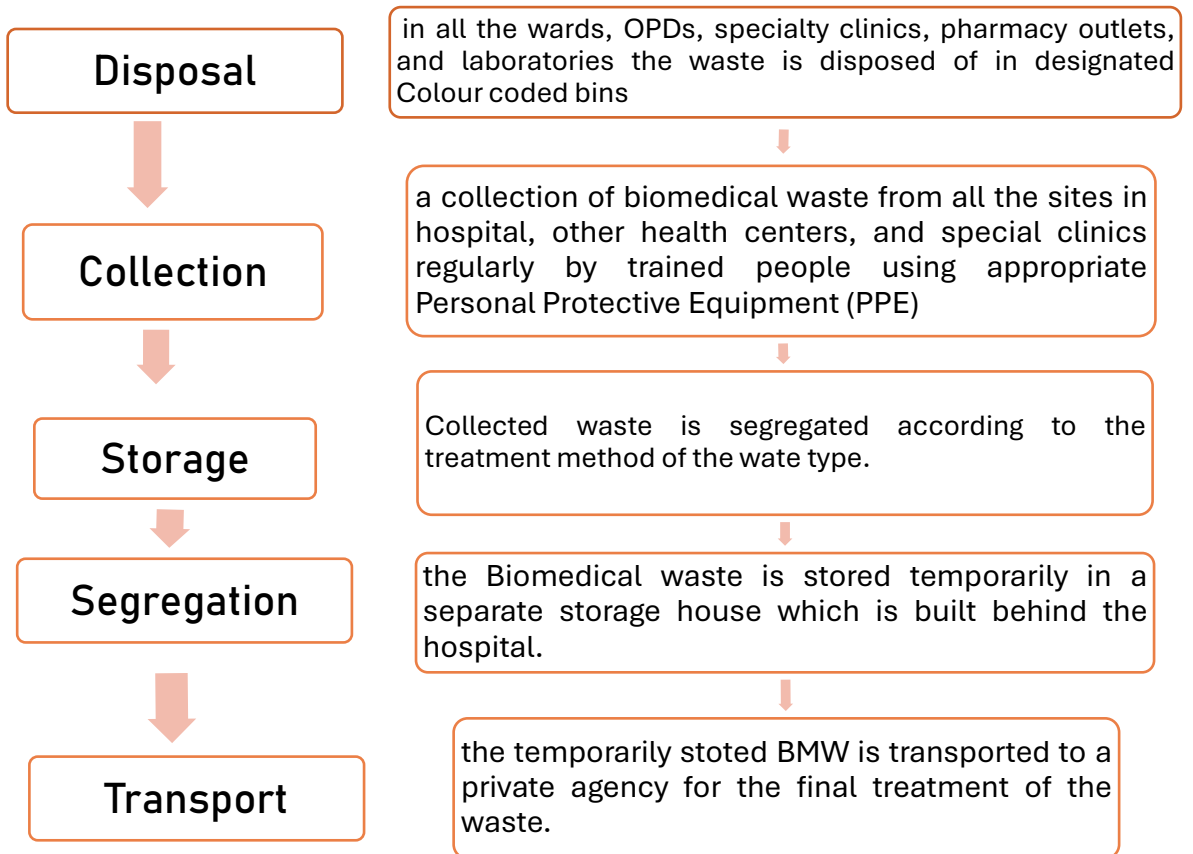 Disposal
in all the wards, OPDs, specialty clinics, pharmacy outlets,
and laboratories the waste is disposed of in designated
Colour coded bins
Collection
a collection of biomedical waste from all the sites in
hospital, other health centers, and special clinics
regularly by trained people using appropriate
Personal Protective Equipment (PPE)
Storage
Collected waste is segregated according to the
treatment method of the wate type.
Segregation
the Biomedical waste is stored temporarily in a
separate storage house which is built behind the
hospital.
Transport
the temporarily stoted BMW is transported to a
private agency for the final treatment of the
waste.